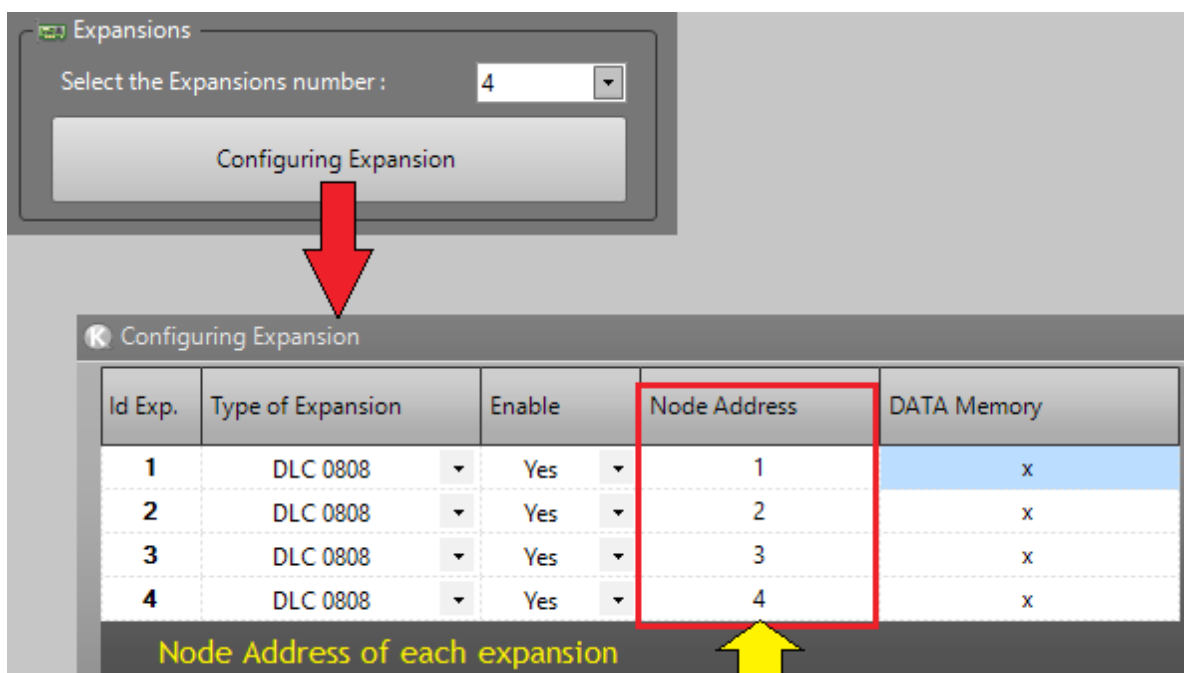 Expansions
Select the Expansions number : 4
Configuring Expansion
K Configuring Expansion
Id Exp. Type of Expansion Enable Node Address DATA Memory
1 DLC 0808 Yes 1 x
2 DLC 0808 Yes 2 x
3 DLC 0808 Yes 3 x
4 DLC 0808 Yes 4 x
Node Address of each expansion